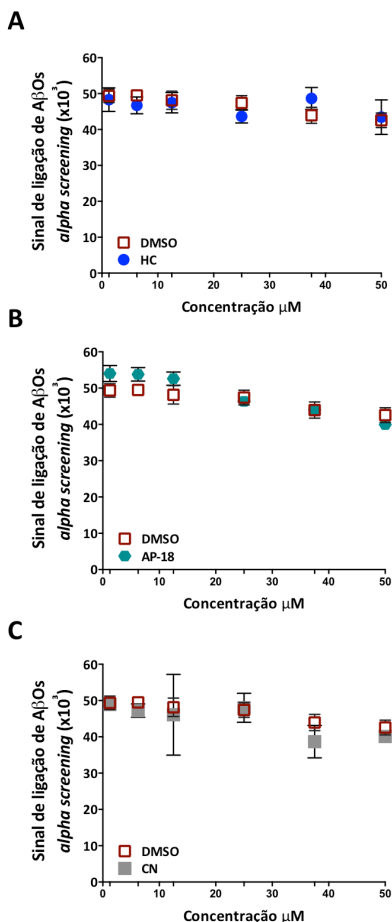 A
Sinal de ligação de AβOs
alpha screening (x10³)
60
50
40
30
20
10
0
DMSO
HC
0
10
20
30
40
50
Concentração μM
B
Sinal de ligação de AβOs
alpha screening (x10³)
60
50
40
30
20
10
0
DMSO
AP-18
0
10
20
30
40
50
Concentração μM
C
Sinal de ligação de AβOs
alpha screening (x10³)
60
50
40
30
20
10
0
DMSO
CN
0
10
20
30
40
50
Concentração μM